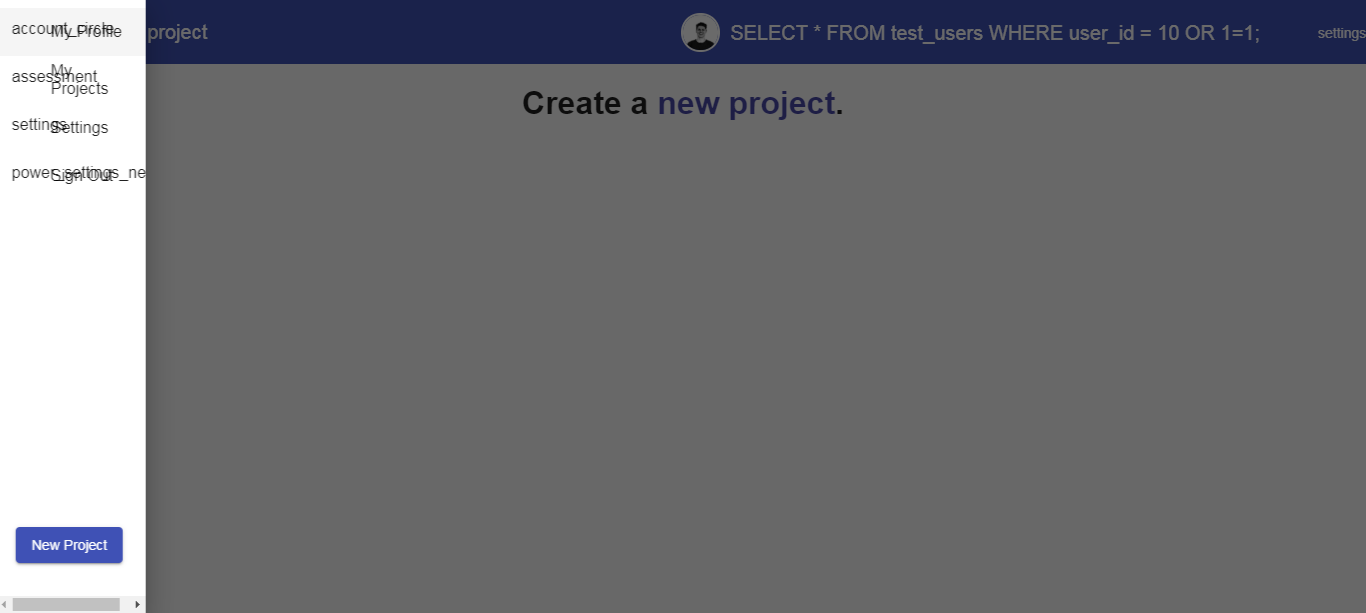 project
SELECT * FROM test_users WHERE user_id = 10 OR 1=1;
settings
Create a new project.
account_circle
My Profile
assessment
My
Projects
settings
Settings
power_settings_ne
Sign Out
New Project